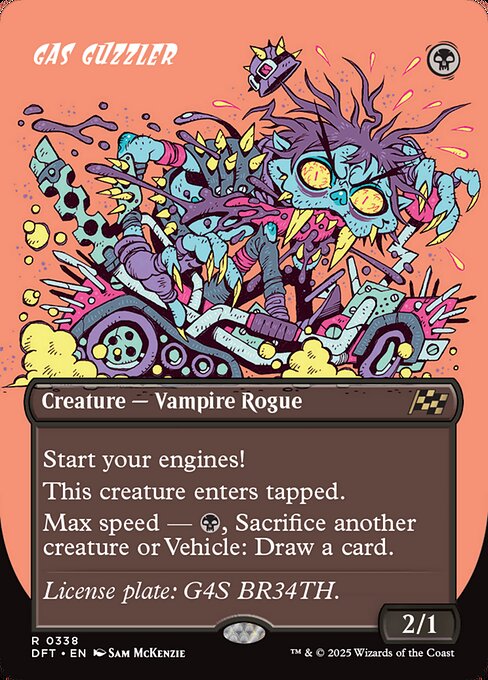 GAS GUZZLER
Creature — Vampire Rogue
Start your engines!
This creature enters tapped.
Max speed — , Sacrifice another
creature or Vehicle: Draw a card.
License plate: G4S BR34TH.
2/1
R 0338
DFT • EN SAM MCKENZIE
™ & © 2025 Wizards of the Coast